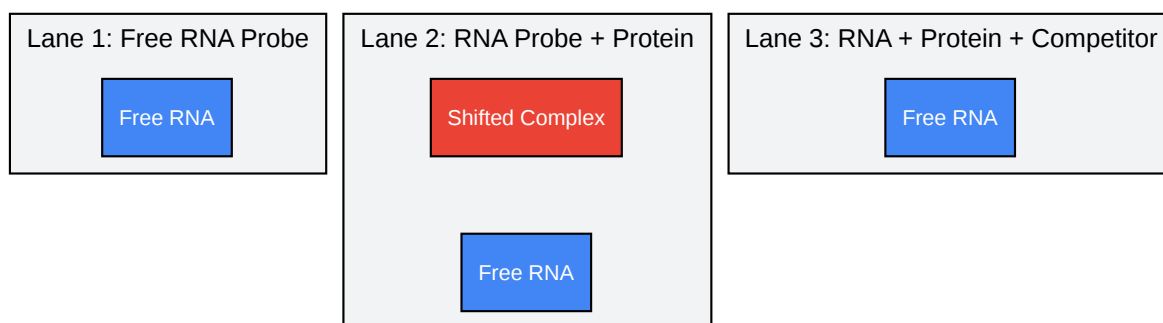 Lane 1: Free RNA Probe
Free RNA
Lane 2: RNA Probe + Protein
Shifted Complex
Free RNA
Lane 3: RNA + Protein + Competitor
Free RNA